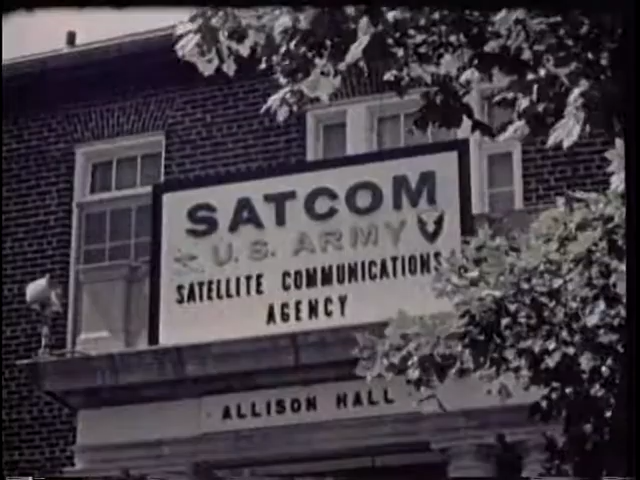 SATCOM
U.S. ARMY
SATELLITE COMMUNICATIONS
AGENCY
ALLISON HALL